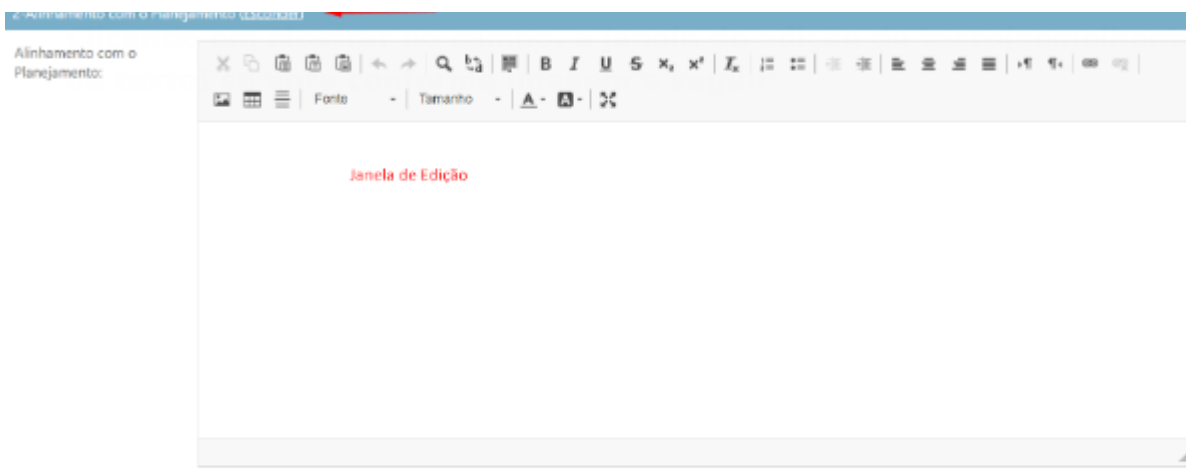 2-Alinhamento com o Planejamento (Esconder)
Alinhamento com o
Planejamento:
Fonte
Tamanho
Janela de Edição